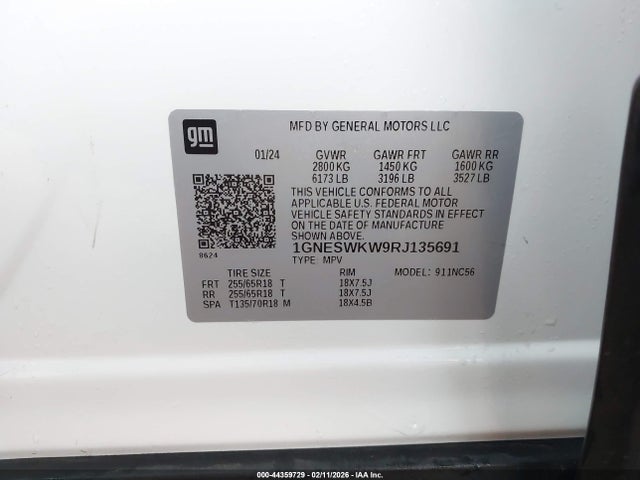 gm
MFD BY GENERAL MOTORS LLC
01/24 GVWR GAWR FRT GAWR RR
2800 KG 1450 KG 1600 KG
6173 LB 3196 LB 3527 LB
THIS VEHICLE CONFORMS TO ALL
APPLICABLE U.S. FEDERAL MOTOR
VEHICLE SAFETY STANDARDS IN EFFECT
ON THE DATE OF MANUFACTURE
SHOWN ABOVE.
1GNESWKW9RJ135691
8624
TYPE: MPV
TIRE SIZE RIM MODEL: 911NC56
FRT 255/65R18 T 18X7.5J
RR 255/65R18 T 18X7.5J
SPA T135/70R18 M 18X4.5B
000-44359729 - 02/11/2026 - IAA Inc.